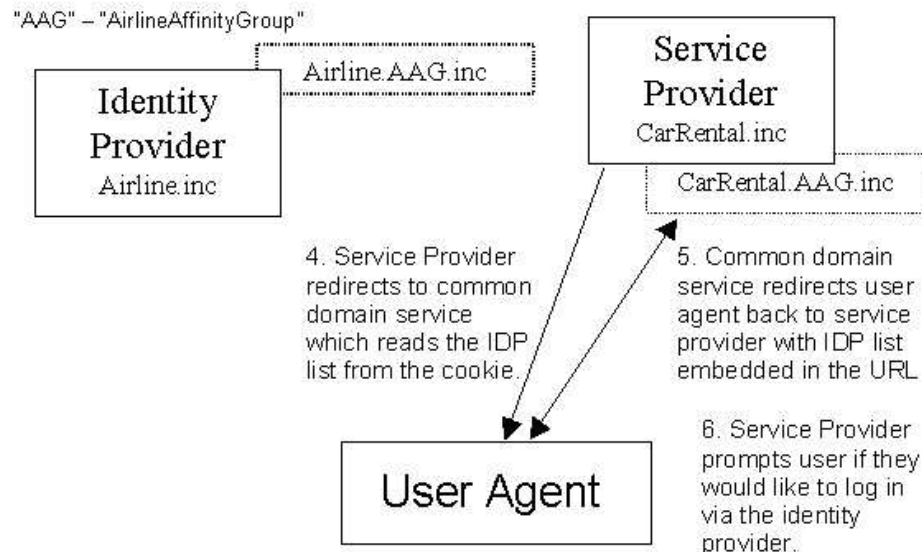 "AAG" – "AirlineAffinityGroup"
Airline.AAG.inc
Identity
Provider
Airline.inc
Service
Provider
CarRental.inc
CarRental.AAG.inc
4. Service Provider
redirects to common
domain service
which reads the IDP
list from the cookie.
5. Common domain
service redirects user
agent back to service
provider with IDP list
embedded in the URL
6. Service Provider
prompts user if they
would like to log in
via the identity
provider.
User Agent